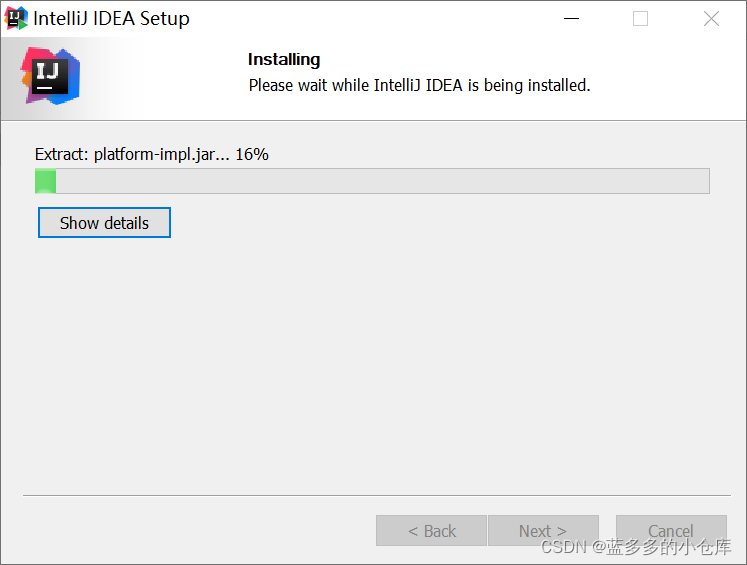 IntelliJ IDEA Setup
IJ
Installing
Please wait while IntelliJ IDEA is being installed.
Extract: platform-impl.jar... 16%
Show details
< Back
Next >
Cancel
CSDN @蓝多多的小仓库